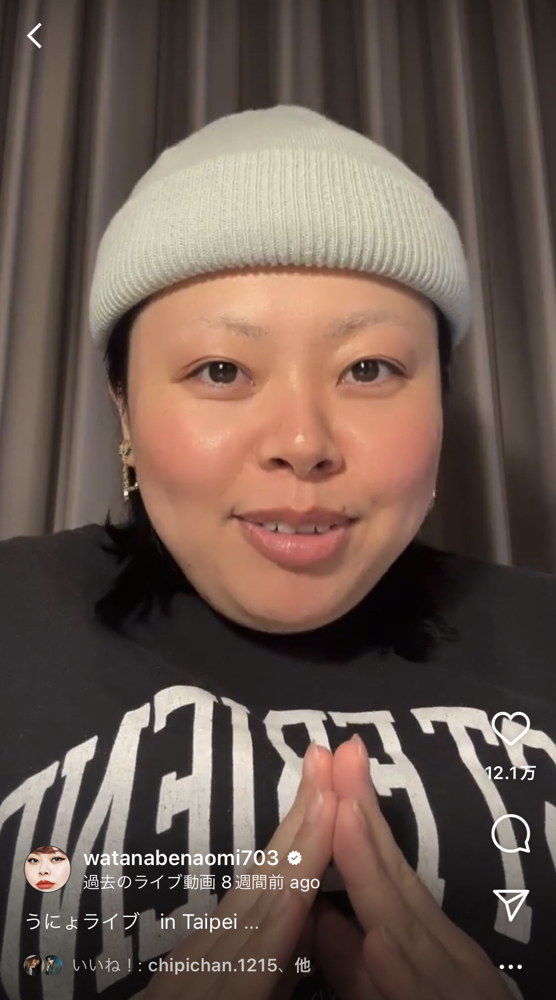 12.1万
watanabenaomi703
過去のライブ動画 8週間前 ago
うにょライブ　in Taipei ...
いいね！: chipichan.1215、他